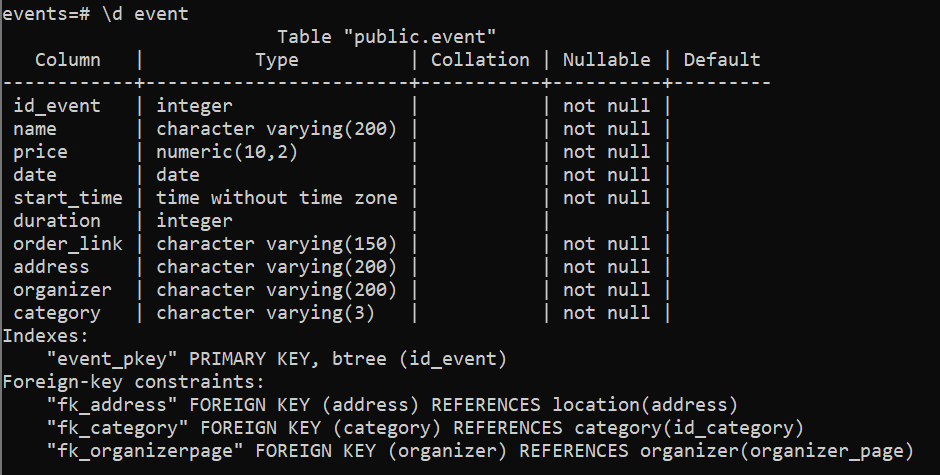 events=# \d event
                         Table "public.event"
   Column   |          Type          | Collation | Nullable | Default
------------+------------------------+-----------+----------+---------
 id_event   | integer                |           | not null |
 name       | character varying(200) |           | not null |
 price      | numeric(10,2)          |           | not null |
 date       | date                   |           | not null |
 start_time | time without time zone |           | not null |
 duration   | integer                |           |          |
 order_link | character varying(150) |           | not null |
 address    | character varying(200) |           | not null |
 organizer  | character varying(200) |           | not null |
 category   | character varying(3)   |           | not null |
Indexes:
    "event_pkey" PRIMARY KEY, btree (id_event)
Foreign-key constraints:
    "fk_address" FOREIGN KEY (address) REFERENCES location(address)
    "fk_category" FOREIGN KEY (category) REFERENCES category(id_category)
    "fk_organizerpage" FOREIGN KEY (organizer) REFERENCES organizer(organizer_page)